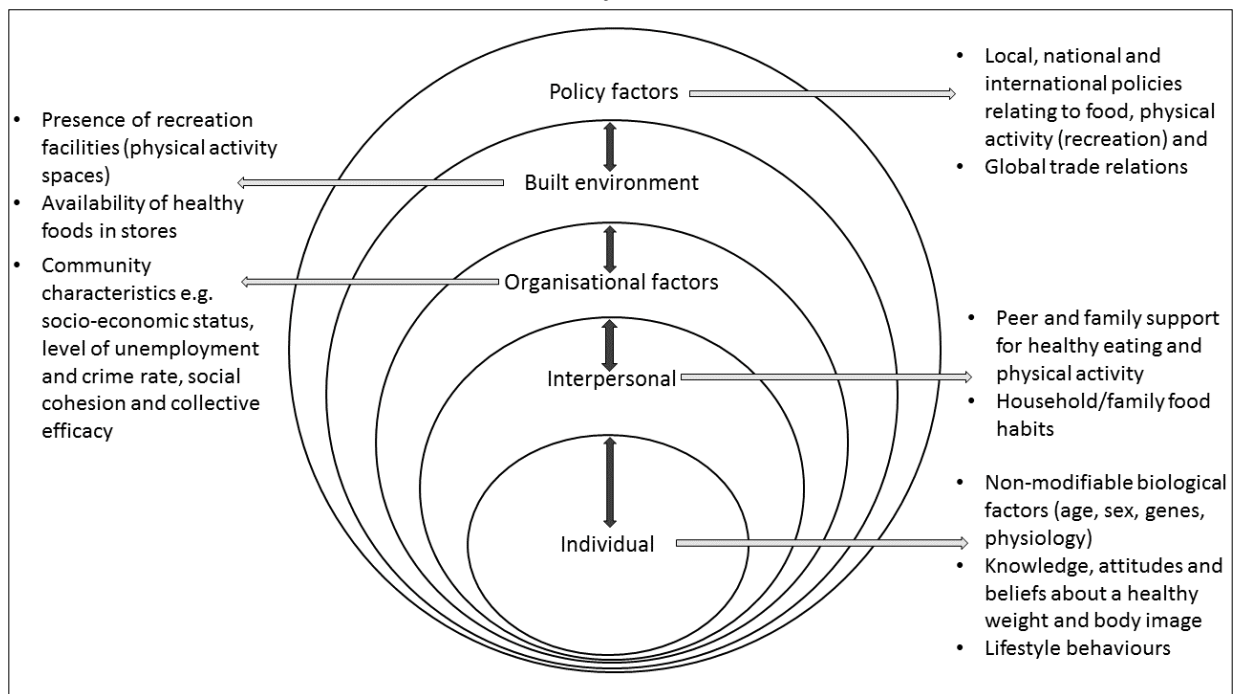 Policy factors
• Local, national and
international policies
relating to food, physical
activity (recreation) and
• Global trade relations
• Presence of recreation
facilities (physical activity
spaces)
• Availability of healthy
foods in stores
Built environment
• Community
characteristics e.g.
socio-economic status,
level of unemployment
and crime rate, social
cohesion and collective
efficacy
Organisational factors
Interpersonal
• Peer and family support
for healthy eating and
physical activity
• Household/family food
habits
Individual
• Non-modifiable biological
factors (age, sex, genes,
physiology)
• Knowledge, attitudes and
beliefs about a healthy
weight and body image
• Lifestyle behaviours